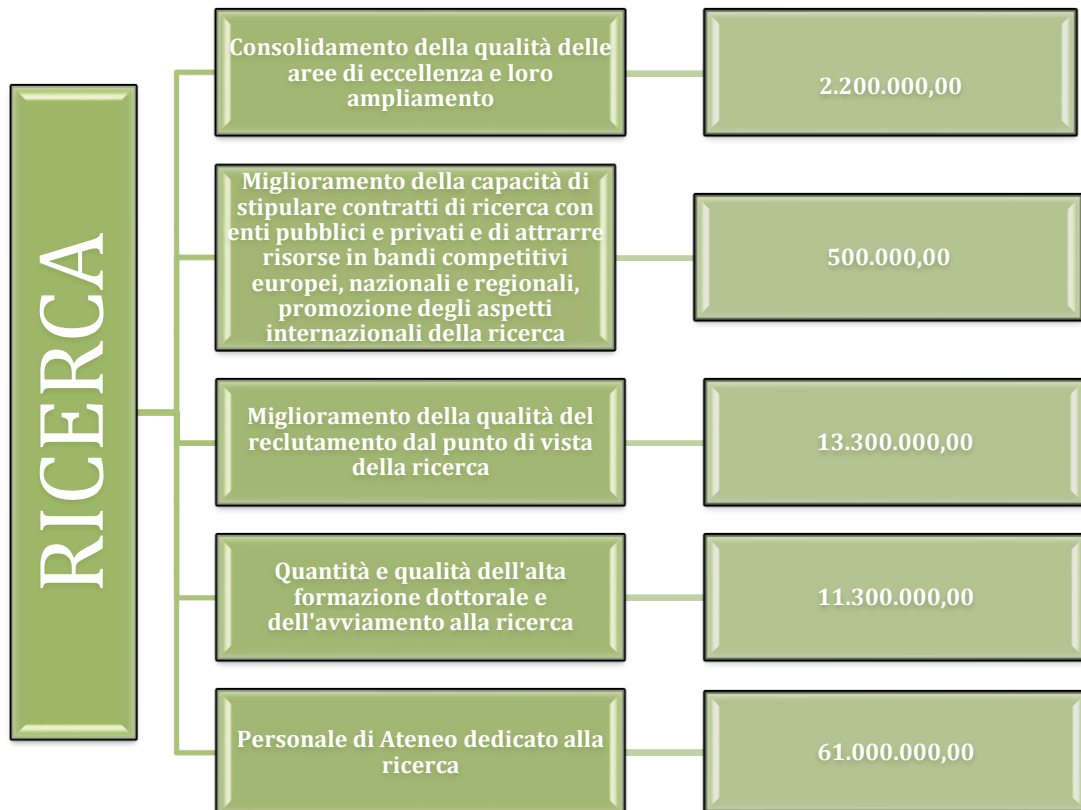 RICERCA
Consolidamento della qualità delle
aree di eccellenza e loro
ampliamento
2.200.000,00
Miglioramento della capacità di
stipulare contratti di ricerca con
enti pubblici e privati e di attrarre
risorse in bandi competitivi
europei, nazionali e regionali,
promozione degli aspetti
internazionali della ricerca
500.000,00
Miglioramento della qualità del
reclutamento dal punto di vista
della ricerca
13.300.000,00
Quantità e qualità dell'alta
formazione dottorale e
dell'avviamento alla ricerca
11.300.000,00
Personale di Ateneo dedicato alla
ricerca
61.000.000,00